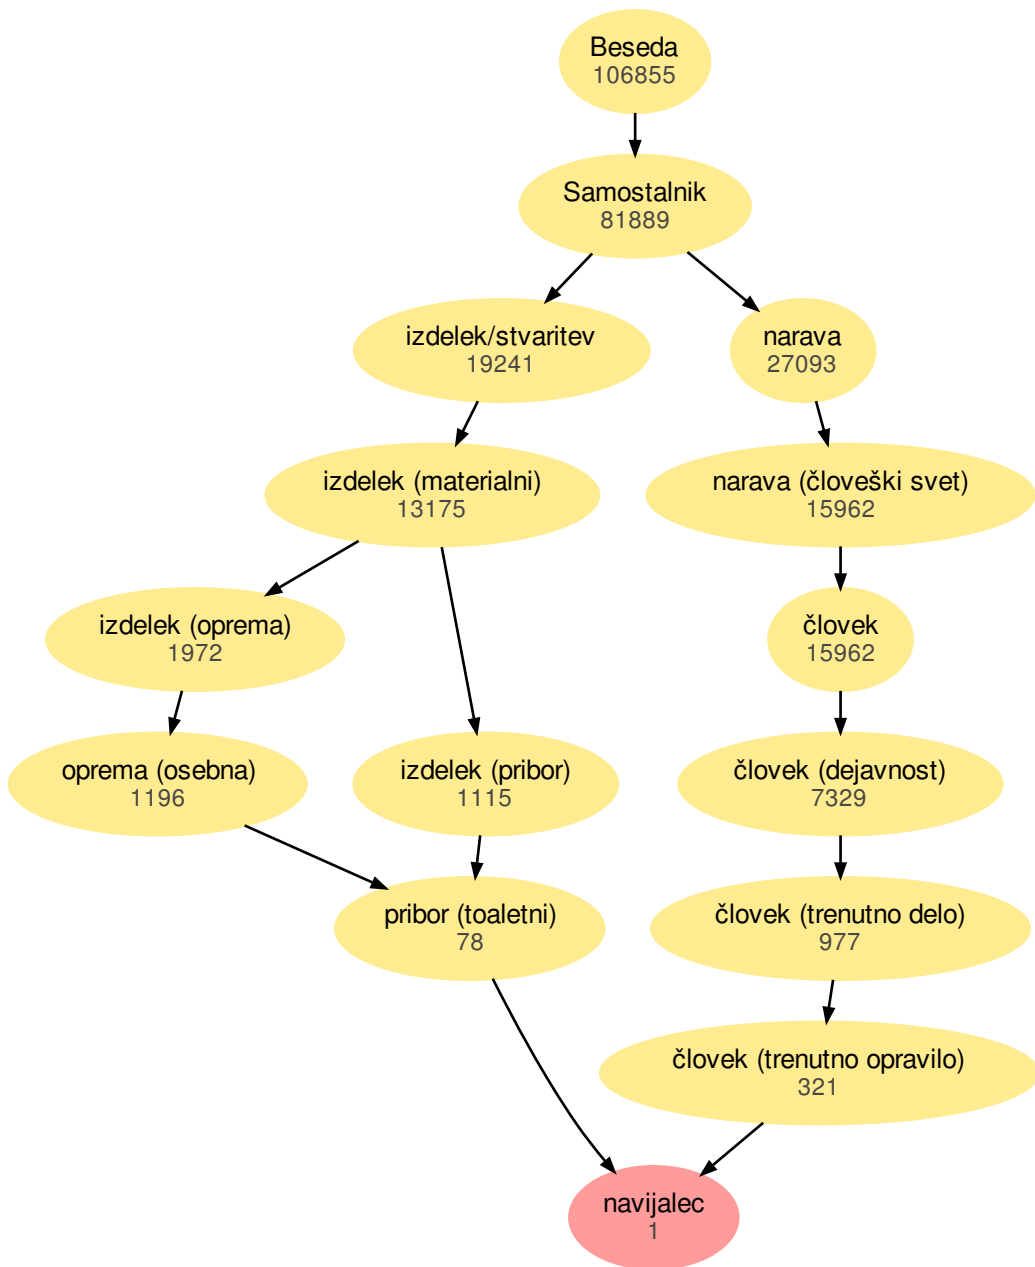 Beseda
106855
Samostalnik
81889
izdelek/stvaritev
19241
narava
27093
izdelek (materialni)
13175
narava (človeški svet)
15962
izdelek (oprema)
1972
človek
15962
oprema (osebna)
1196
izdelek (pribor)
1115
človek (dejavnost)
7329
pribor (toaletni)
78
človek (trenutno delo)
977
človek (trenutno opravilo)
321
navijalec
1